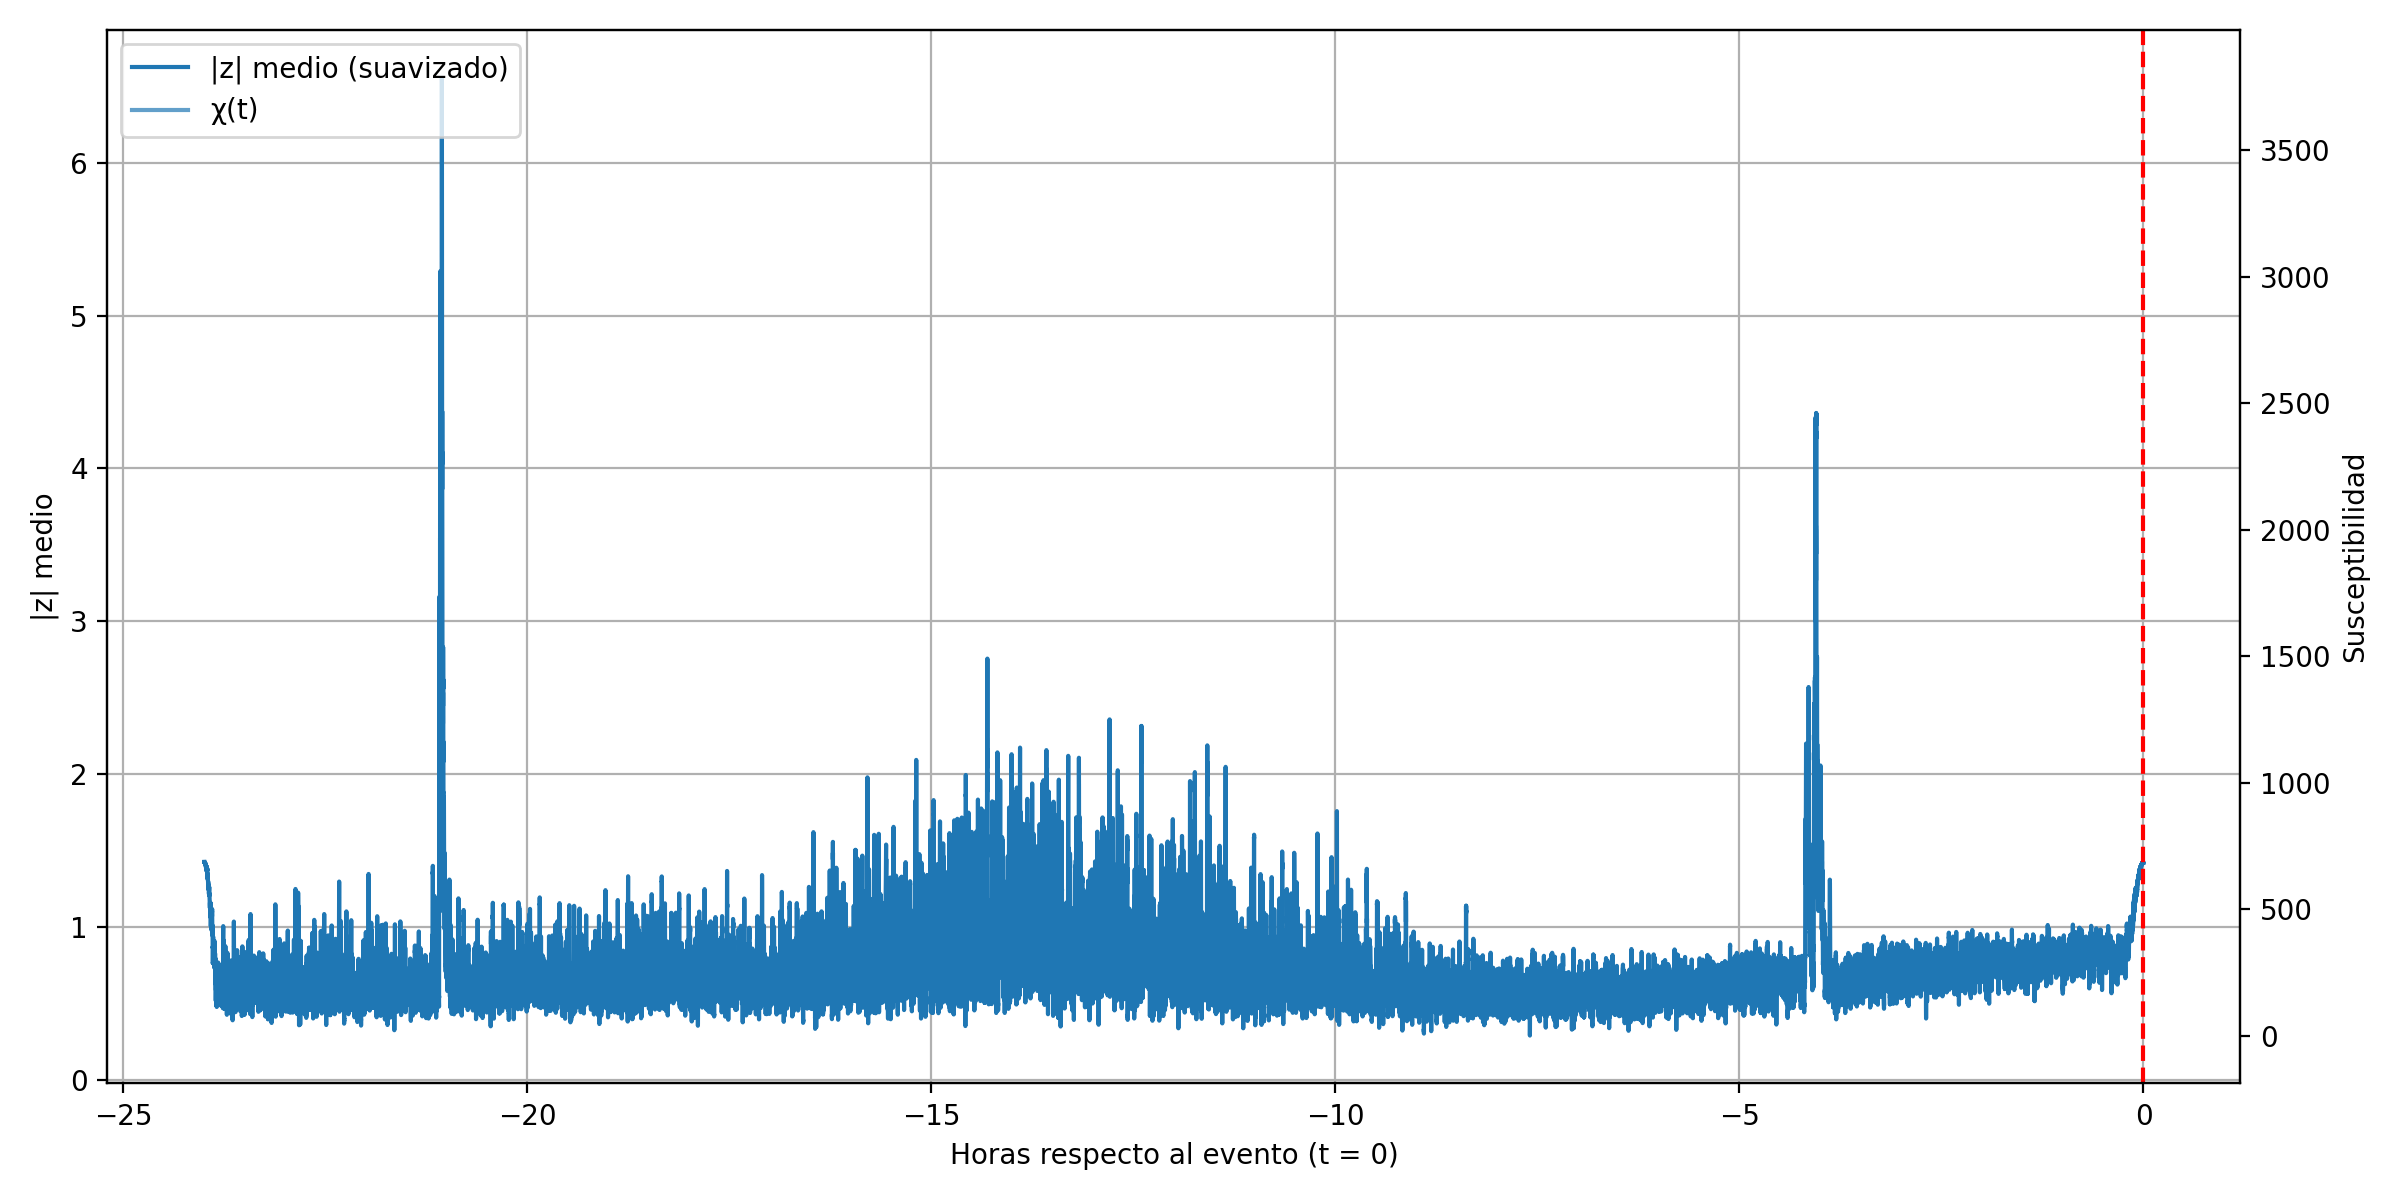 |z| medio (suavizado)
χ(t)
6
5
4
3
2
1
0
|z| medio
3500
3000
2500
2000
1500
1000
500
0
Susceptibilidad
−25 −20 −15 −10 −5 0
Horas respecto al evento (t = 0)